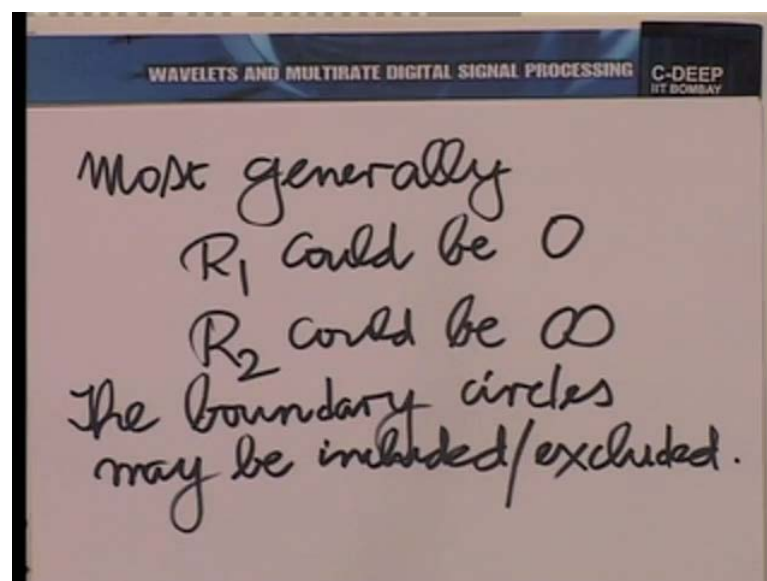 WAVELETS AND MULTIRATE DIGITAL SIGNAL PROCESSING
C-DEEP
IIT BOMBAY
Most generally
R₁ could be 0
R₂ could be ∞
The boundary circles
may be included/excluded.